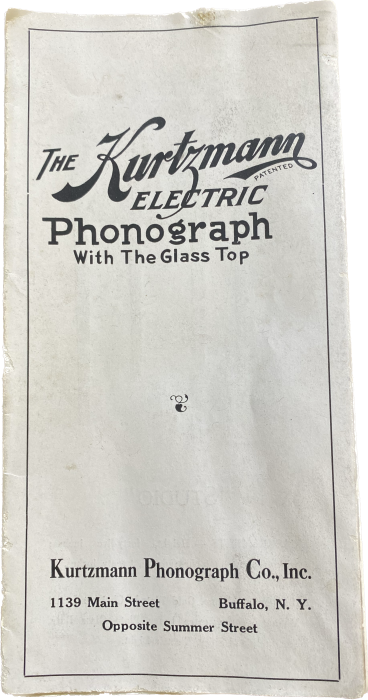 THE Kurtzmann
PATENTED
ELECTRIC
Phonograph
With The Glass Top
Kurtzmann Phonograph Co., Inc.
1139 Main Street Buffalo, N. Y.
Opposite Summer Street